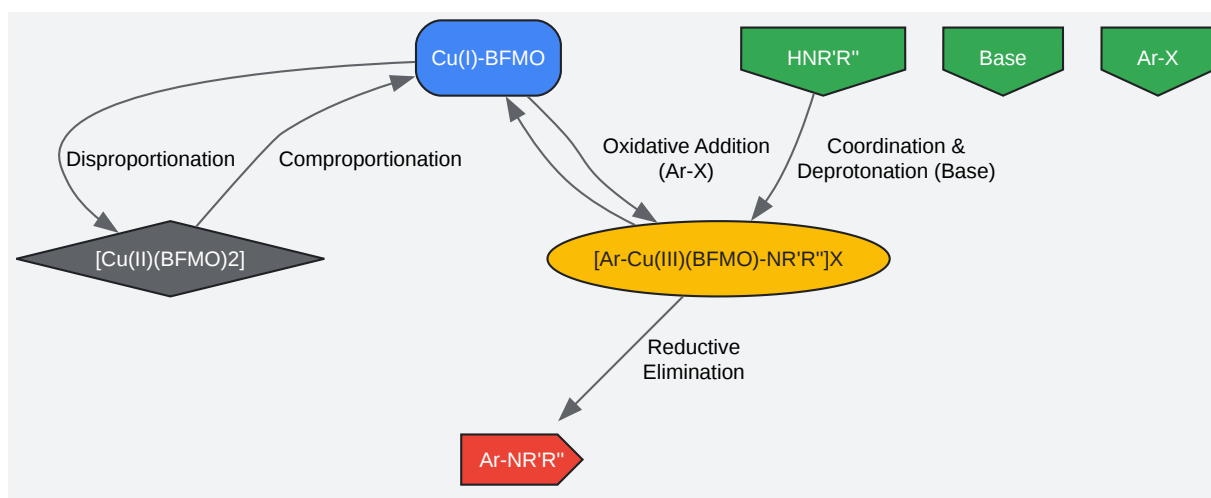 Cu(I)-BFMO
HNR'R"
Base
Ar-X
Disproportionation
Comproportionation
Oxidative Addition
(Ar-X)
Coordination &
Deprotonation (Base)
[Cu(II)(BFMO)2]
[Ar-Cu(III)(BFMO)-NR'R"]X
Reductive
Elimination
Ar-NR'R"